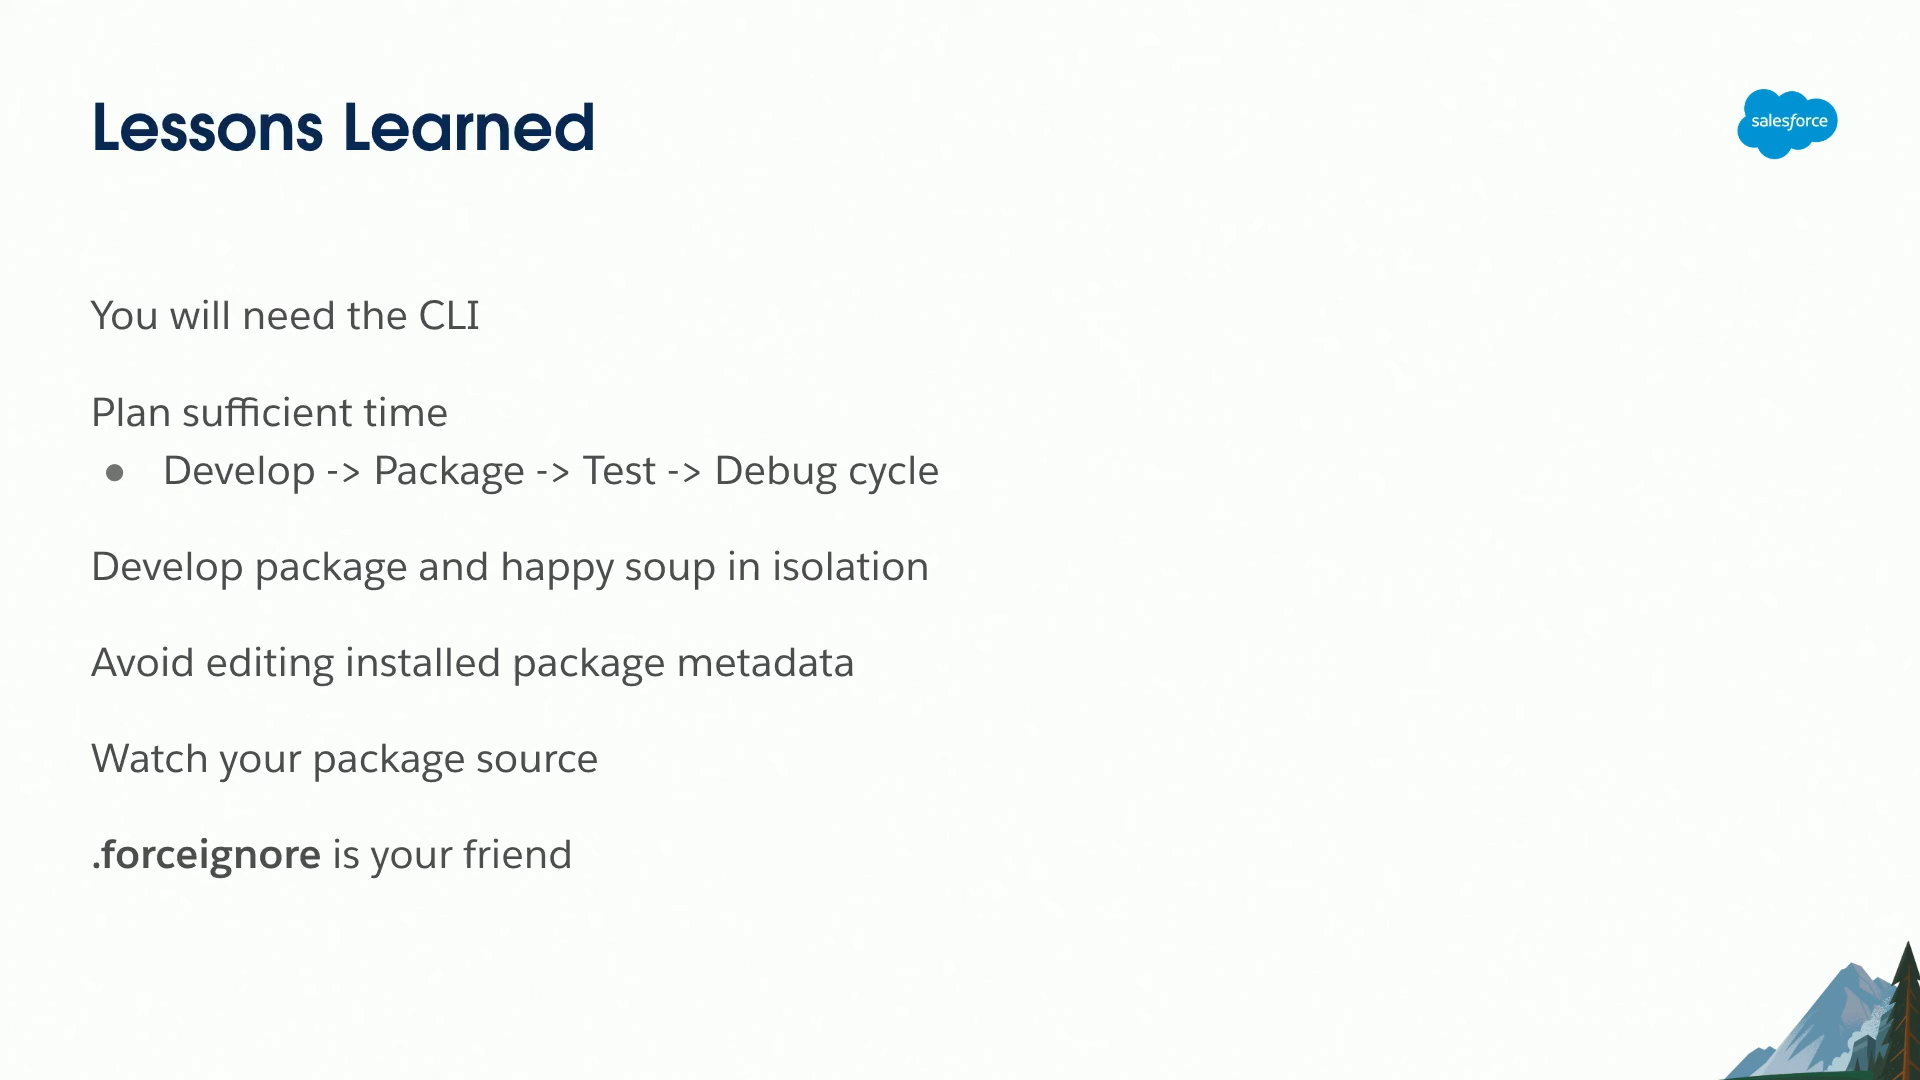 Lessons Learned
salesforce
You will need the CLI
Plan sufficient time
● Develop -> Package -> Test -> Debug cycle
Develop package and happy soup in isolation
Avoid editing installed package metadata
Watch your package source
.forceignore is your friend